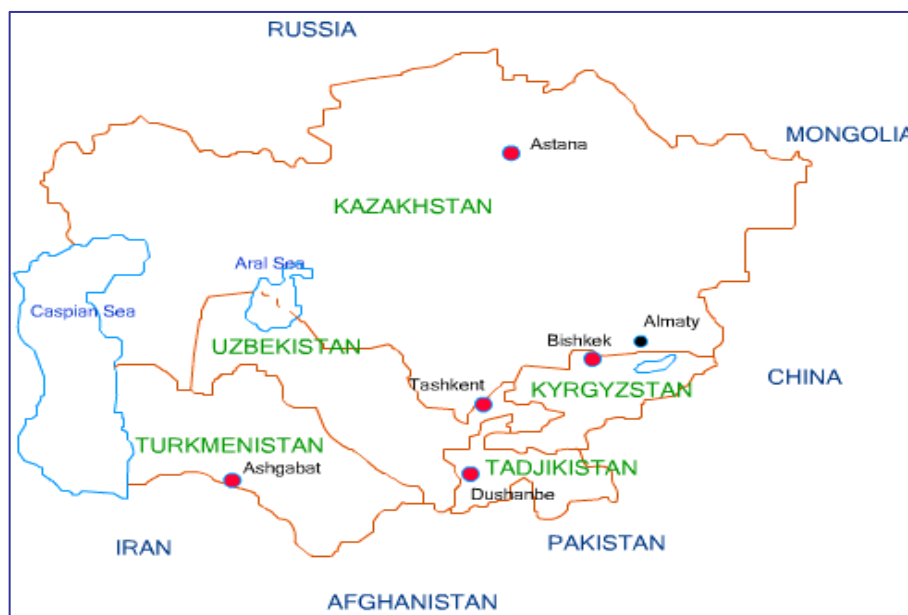 RUSSIA
MONGOLIA
Astana
KAZAKHSTAN
Aral Sea
Caspian Sea
Almaty
UZBEKISTAN
Bishkek
CHINA
Tashkent
KYRGYZSTAN
TURKMENISTAN
Ashgabat
TADJIKISTAN
Dushanbe
IRAN
PAKISTAN
AFGHANISTAN